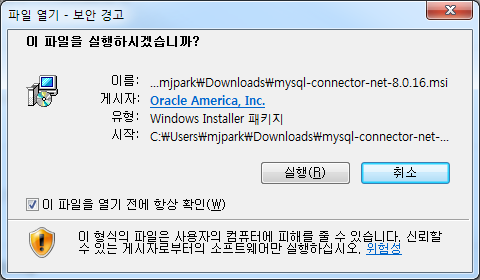 파일 열기 - 보안 경고
이 파일을 실행하시겠습니까?
이름: ...mjpark₩Downloads₩mysql-connector-net-8.0.16.msi
게시자: Oracle America, Inc.
유형: Windows Installer 패키지
시작: C:₩Users₩mjpark₩Downloads₩mysql-connector-net-...
실행(R) 취소
이 파일을 열기 전에 항상 확인(W)
이 형식의 파일은 사용자의 컴퓨터에 피해를 줄 수 있습니다. 신뢰할
수 있는 게시자로부터의 소프트웨어만 실행하십시오. 위험성